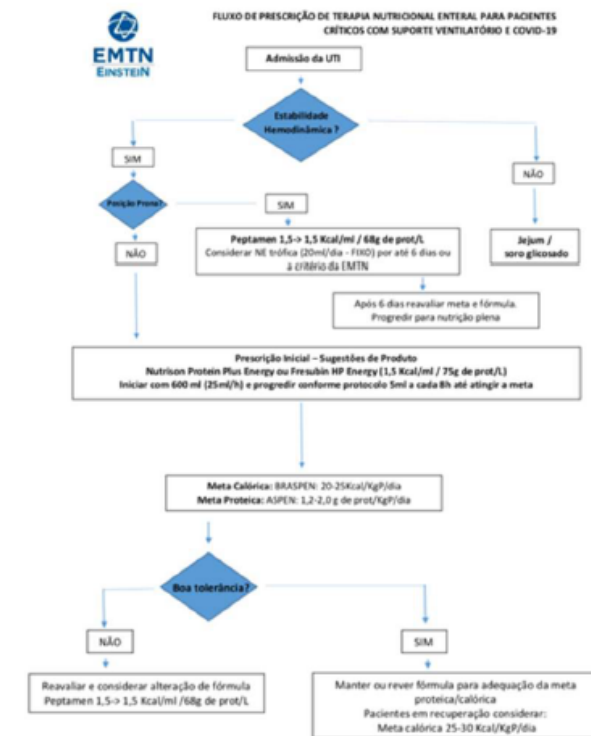 EMTN
EINSTEIN
FLUXO DE PRESCRIÇÃO DE TERAPIA NUTRICIONAL ENTERAL PARA PACIENTES
CRÍTICOS COM SUPORTE VENTILATÓRIO E COVID-19
Admissão da UTI
Estabilidade
Hemodinâmica ?
SIM
NÃO
Posição Prona?
SIM
NÃO
Peptamen 1,5-> 1,5 Kcal/ml / 68g de prot/L
Considerar NE trófica (20ml/dia - FIXO) por até 6 dias ou
à critério da EMTN
Jejum /
soro glicosado
Após 6 dias reavaliar meta e fórmula.
Progredir para nutrição plena
Prescrição Inicial – Sugestões de Produto
Nutrison Protein Plus Energy ou Fresubin HP Energy (1,5 Kcal/ml / 75g de prot/L)
Iniciar com 600 ml (25ml/h) e progredir conforme protocolo 5ml a cada 8h até atingir a meta
Meta Calórica: BRASPEN: 20-25Kcal/KgP/dia
Meta Proteica: ASPEN: 1,2-2,0 g de prot/KgP/dia
Boa tolerância?
NÃO
SIM
Reavaliar e considerar alteração de fórmula
Peptamen 1,5-> 1,5 Kcal/ml /68g de prot/L
Manter ou rever fórmula para adequação da meta
proteica/calórica
Pacientes em recuperação considerar:
Meta calórica 25-30 Kcal/KgP/dia